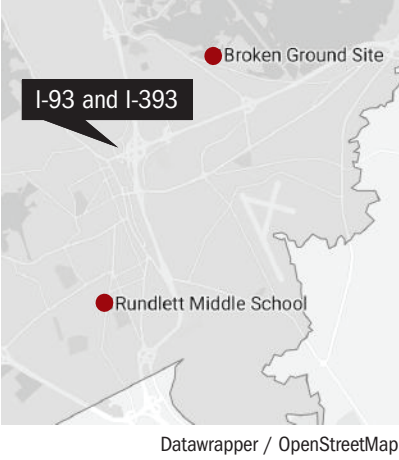 Broken Ground Site
I-93 and I-393
Rundlett Middle School
Datawrapper / OpenStreetMap